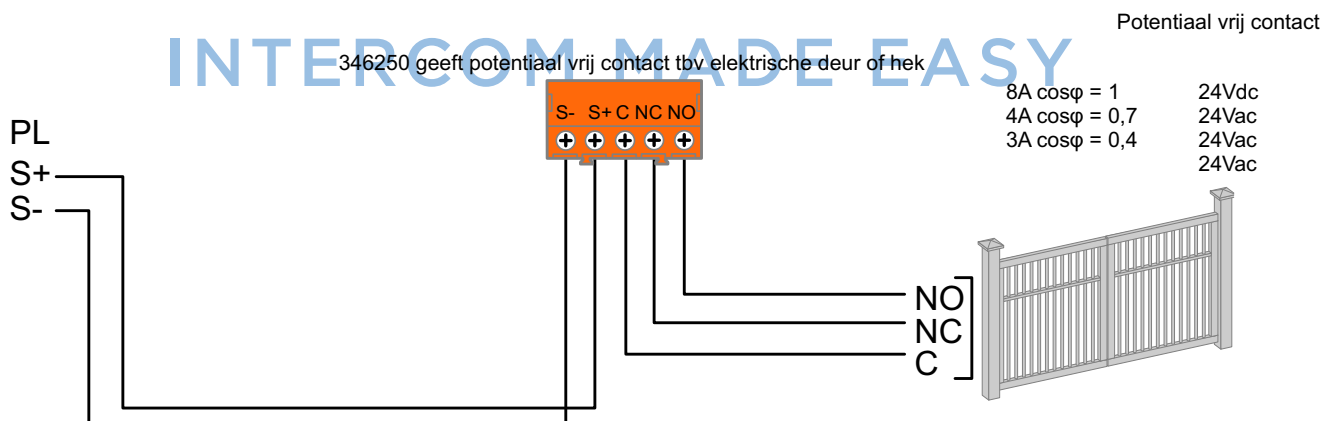 Potentiaal vrij contact
INTERCOM MADE EASY
346250 geeft potentiaal vrij contact tbv elektrische deur of hek
8A cosφ = 1 24Vdc
4A cosφ = 0,7 24Vac
3A cosφ = 0,4 24Vac
24Vac
S- S+ C NC NO
PL
S+
S-
NO
NC
C